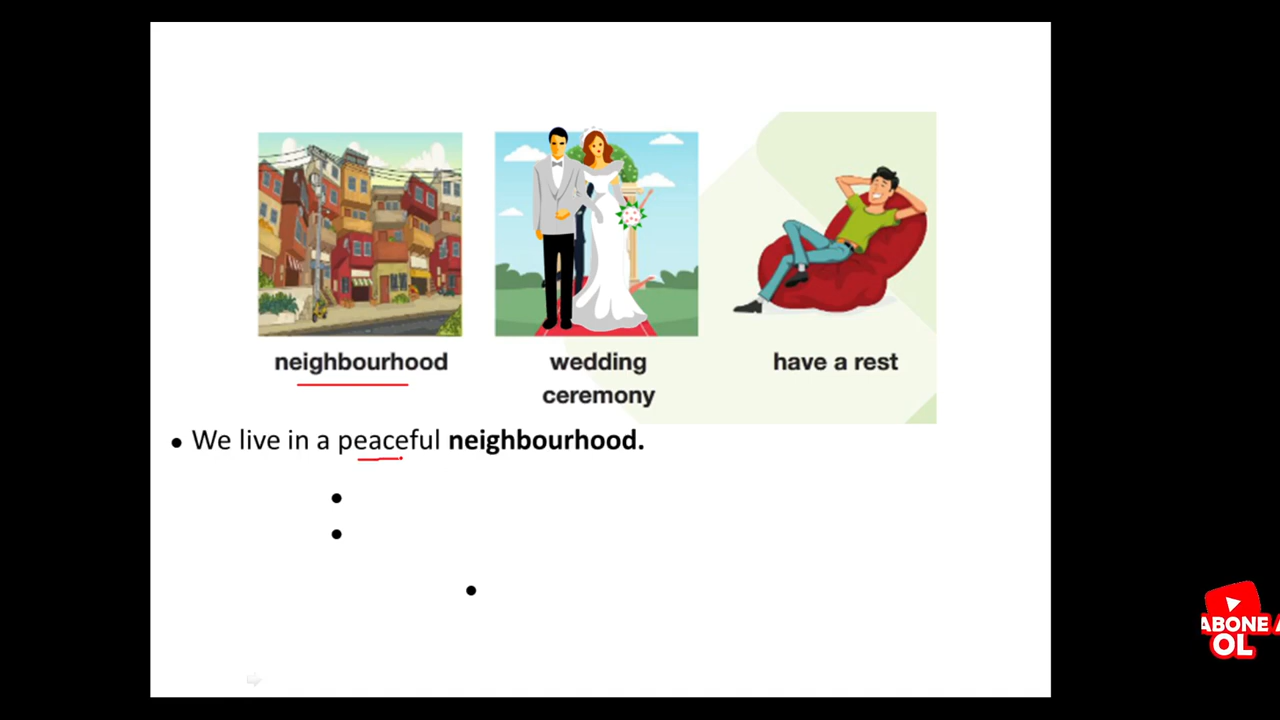 neighbourhood
wedding
ceremony
have a rest
We live in a peaceful neighbourhood.
ABONE
OL